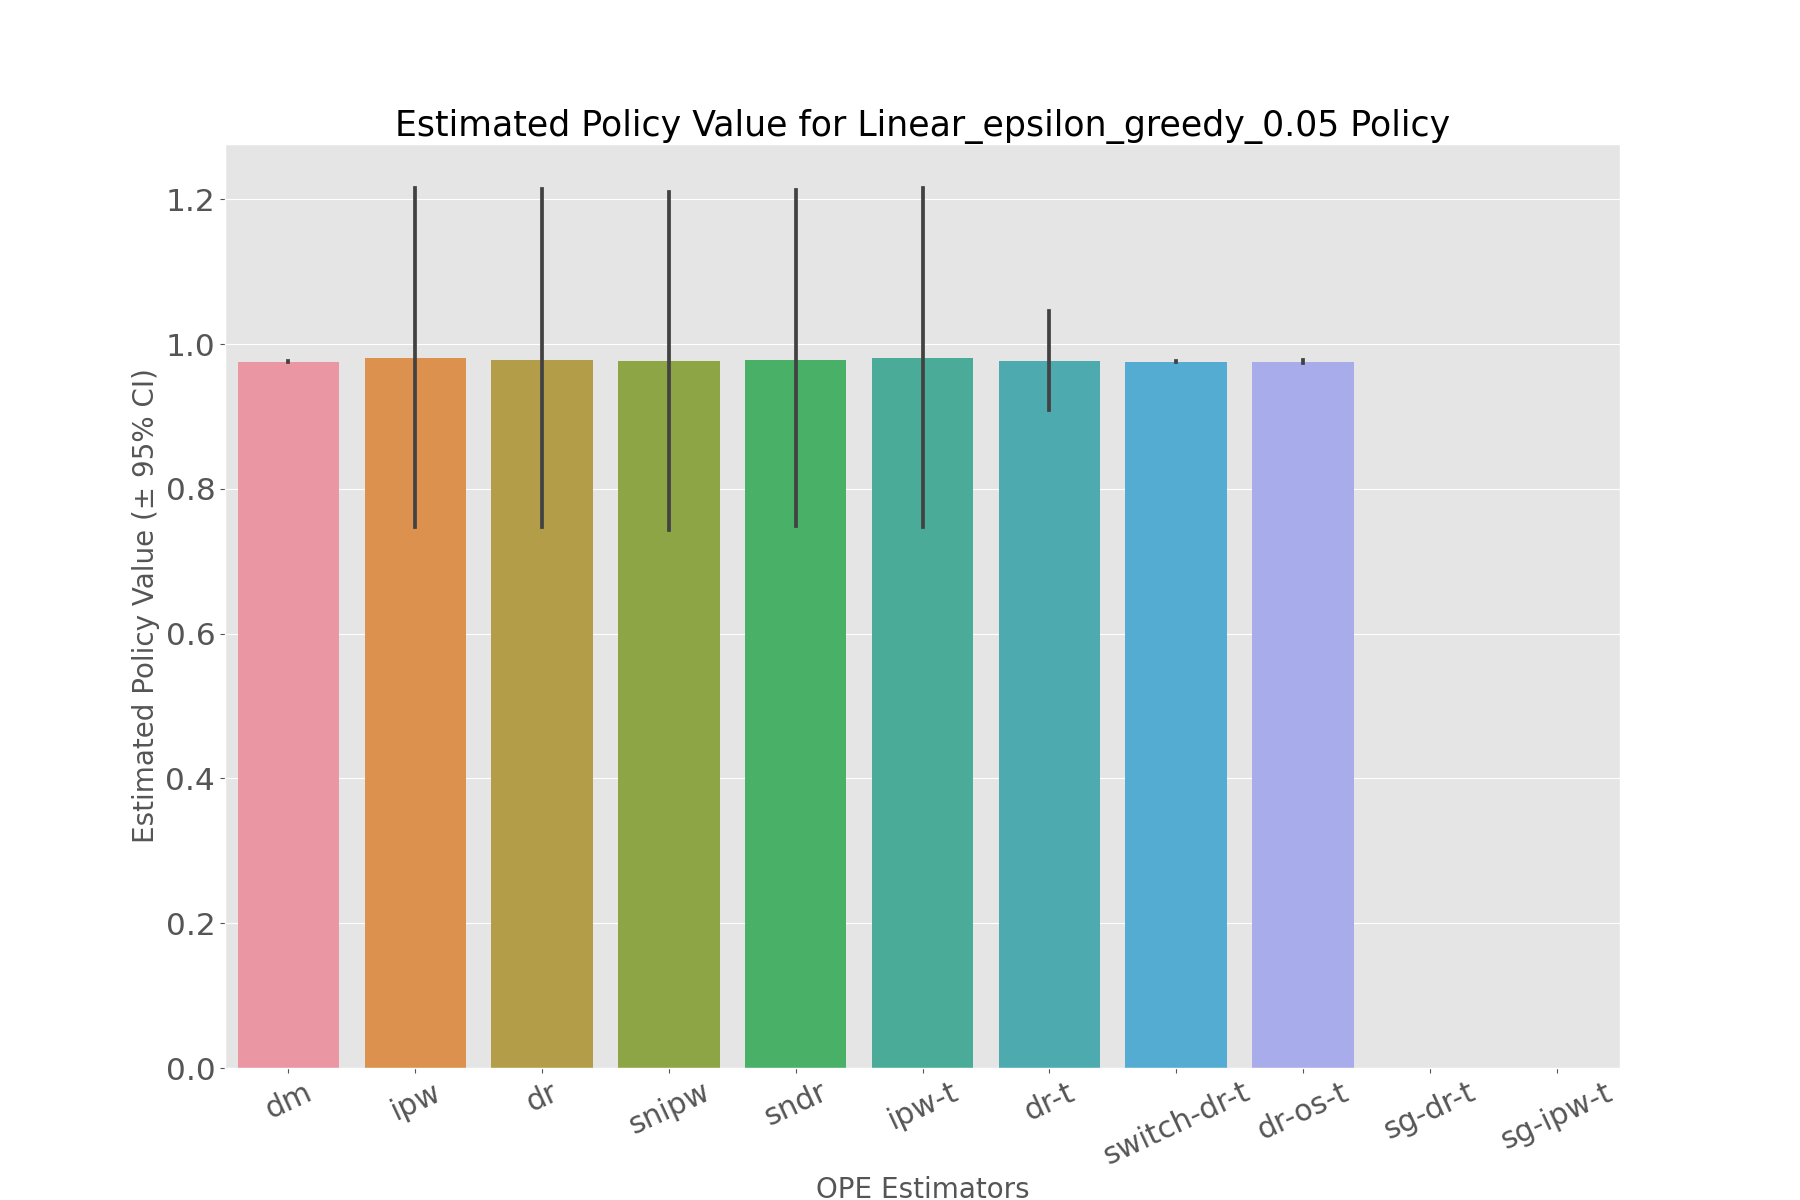 Estimated Policy Value for Linear_epsilon_greedy_0.05 Policy
Estimated Policy Value (± 95% CI)
1.2
1.0
0.8
0.6
0.4
0.2
0.0
dm
ipw
dr
snipw
sndr
ipw-t
dr-t
switch-dr-t
dr-os-t
sg-dr-t
sg-ipw-t
OPE Estimators